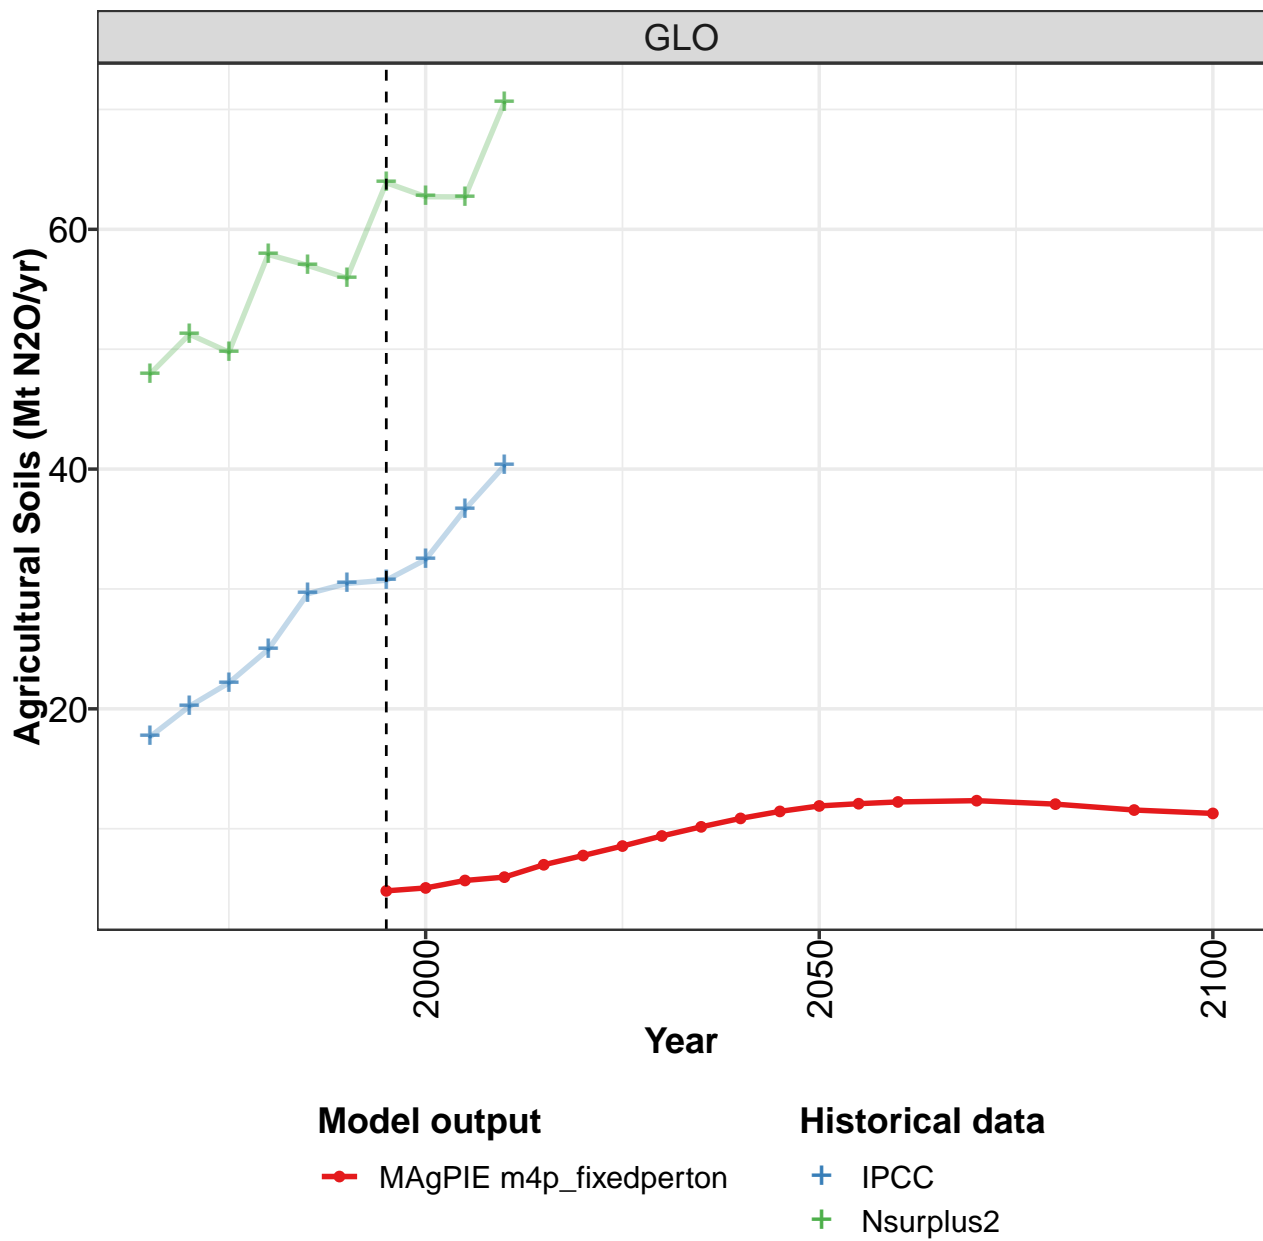 GLO
Agricultural Soils (Mt N2O/yr)
60
40
20
2000
2050
2100
Year
Model output
MAgPIE m4p_fixedperton
Historical data
IPCC
Nsurplus2